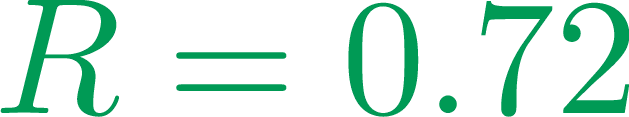 R = 0.72